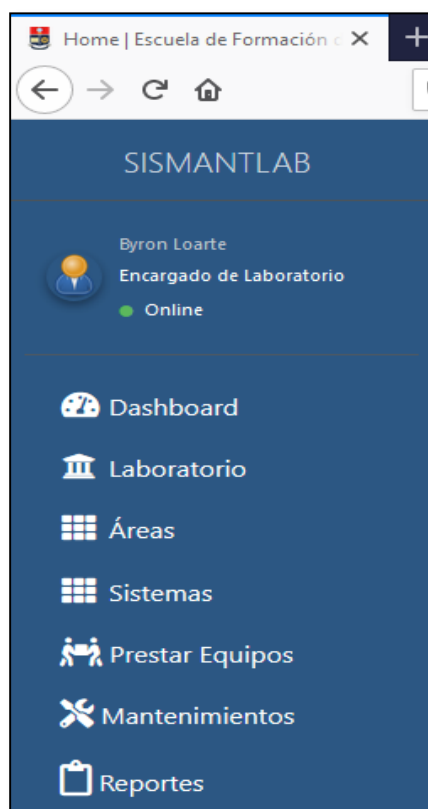 Home | Escuela de Formación
SISMANTLAB
Byron Loarte
Encargado de Laboratorio
Online
Dashboard
Laboratorio
Áreas
Sistemas
Prestar Equipos
Mantenimientos
Reportes